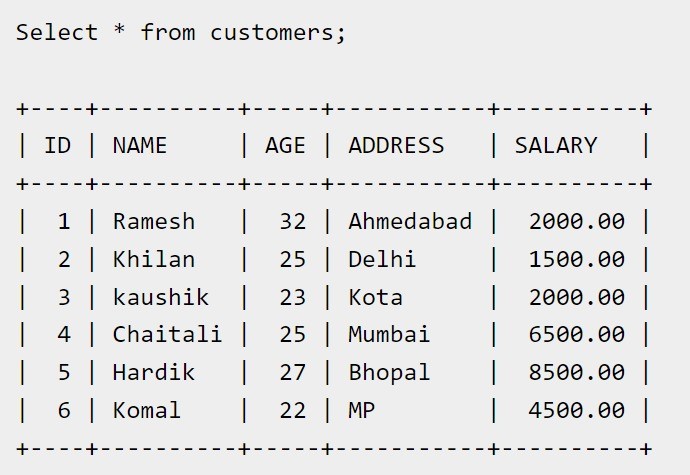 Select * from customers;
+----+----------+-----+-----------+----------+
| ID | NAME     | AGE | ADDRESS   | SALARY   |
+----+----------+-----+-----------+----------+
|  1 | Ramesh   |  32 | Ahmedabad |  2000.00 |
|  2 | Khilan   |  25 | Delhi     |  1500.00 |
|  3 | kaushik  |  23 | Kota      |  2000.00 |
|  4 | Chaitali |  25 | Mumbai    |  6500.00 |
|  5 | Hardik   |  27 | Bhopal    |  8500.00 |
|  6 | Komal    |  22 | MP        |  4500.00 |
+----+----------+-----+-----------+----------+